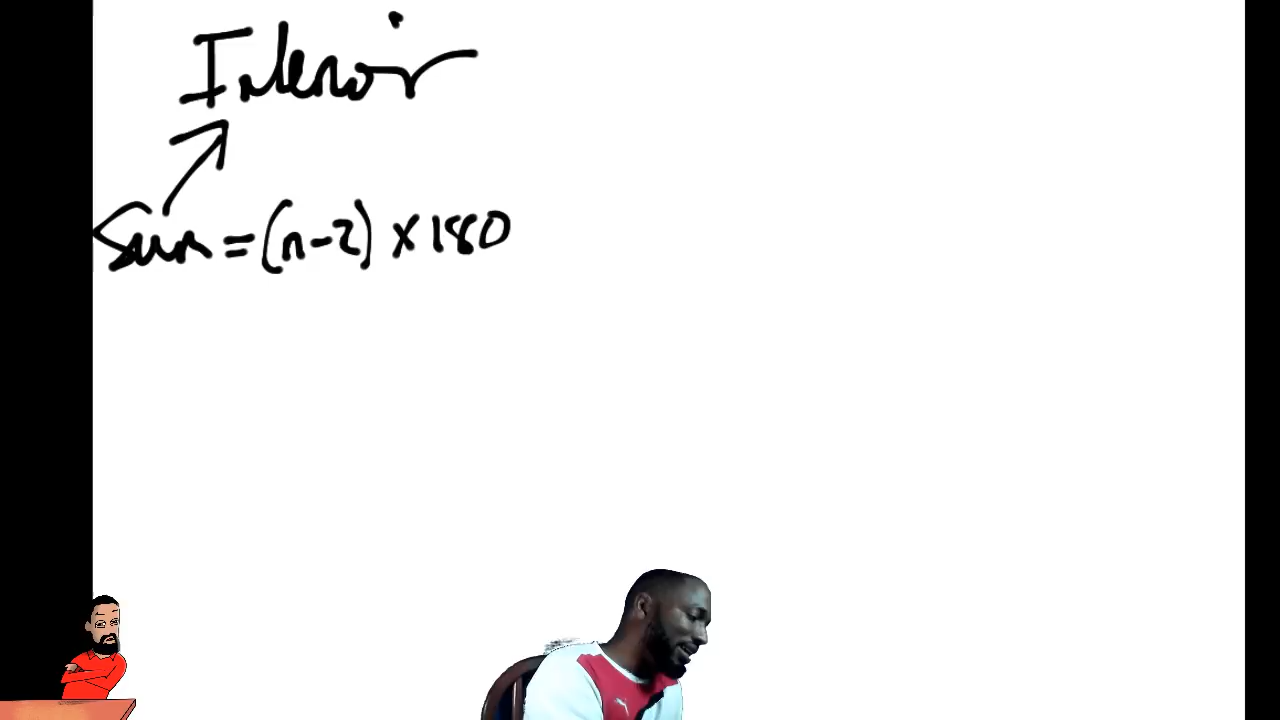 Interior
Sum = (n-2) × 180